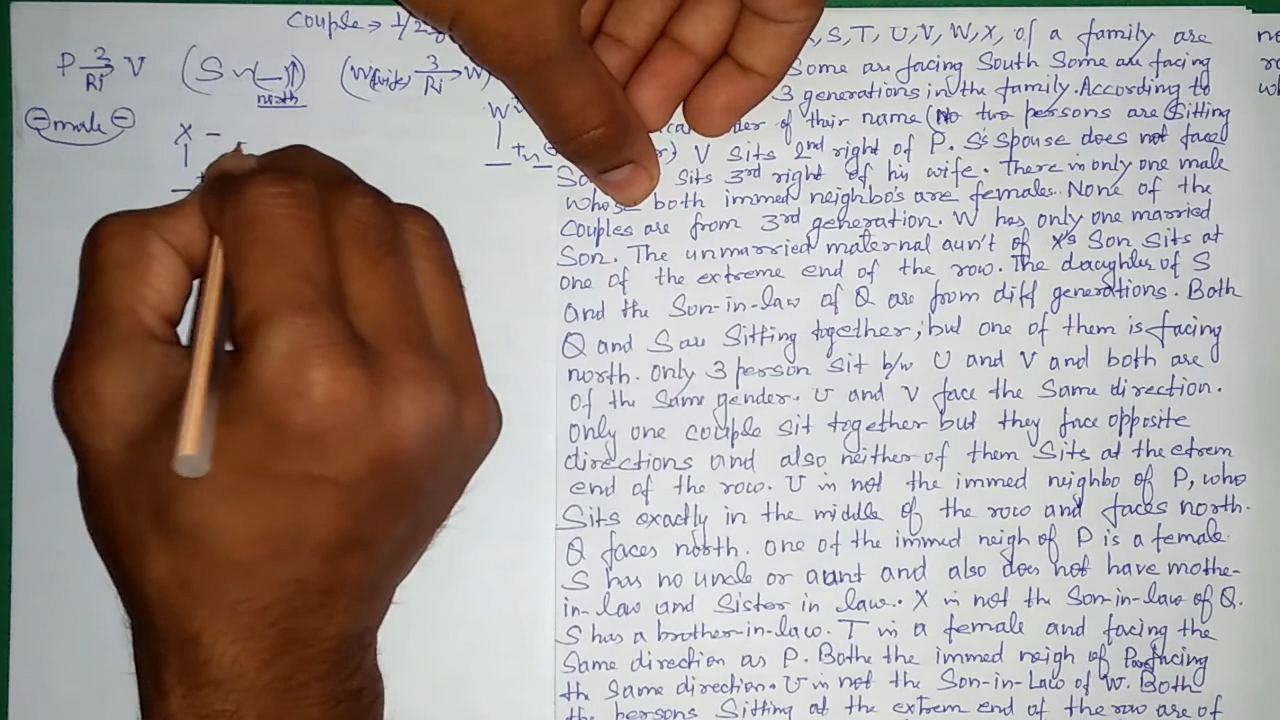 Couple → 1/2
P 3/Ri→ V (S ~ (_)↑) (W(wife) 3/Ri→ W)
north
⊖male⊖
X -
W
S, T, U, V, W, X, of a family are
Some are facing South Some are facing
3 generations in the family. According to
der of their name (No two persons are sitting
r) V Sits 2nd right of P. S's spouse does not face
So Sits 3rd right of his wife. There is only one male
whose both immed neighbo's are females. None of the
Couples are from 3rd generation. W has only one married
Son. The unmarried maternal aun't of X's Son Sits at
one of the extreme end of the row. The daughter of S
and the Son-in-law of Q are from diff generations. Both
Q and S are Sitting together, but one of them is facing
north. only 3 person sit b/w U and V and both are
of the same gender. U and V face the Same direction.
Only one couple sit together but they face opposite
directions and also neither of them Sits at the etrem
end of the row. U is not the immed neighbo of P, who
Sits exactly in the middle of the row and faces north.
Q faces north. one of the immed neigh of P is a female.
S has no uncle or aunt and also does not have mothe-
in-law and Sister in law. X is not the Son-in-law of Q.
S has a brother-in-law. T is a female and facing the
Same direction as P. Bothe the immed neigh of P facing
the Same direction. U is not the Son-in-Law of W. Both
the persons Sitting at the extrem end of the row are of